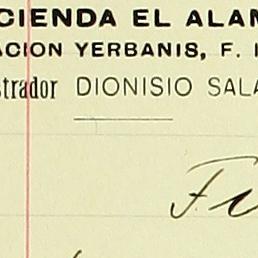 CIENDA EL ALAM
ACION YERBANIS, F. I
strador DIONISIO SALA